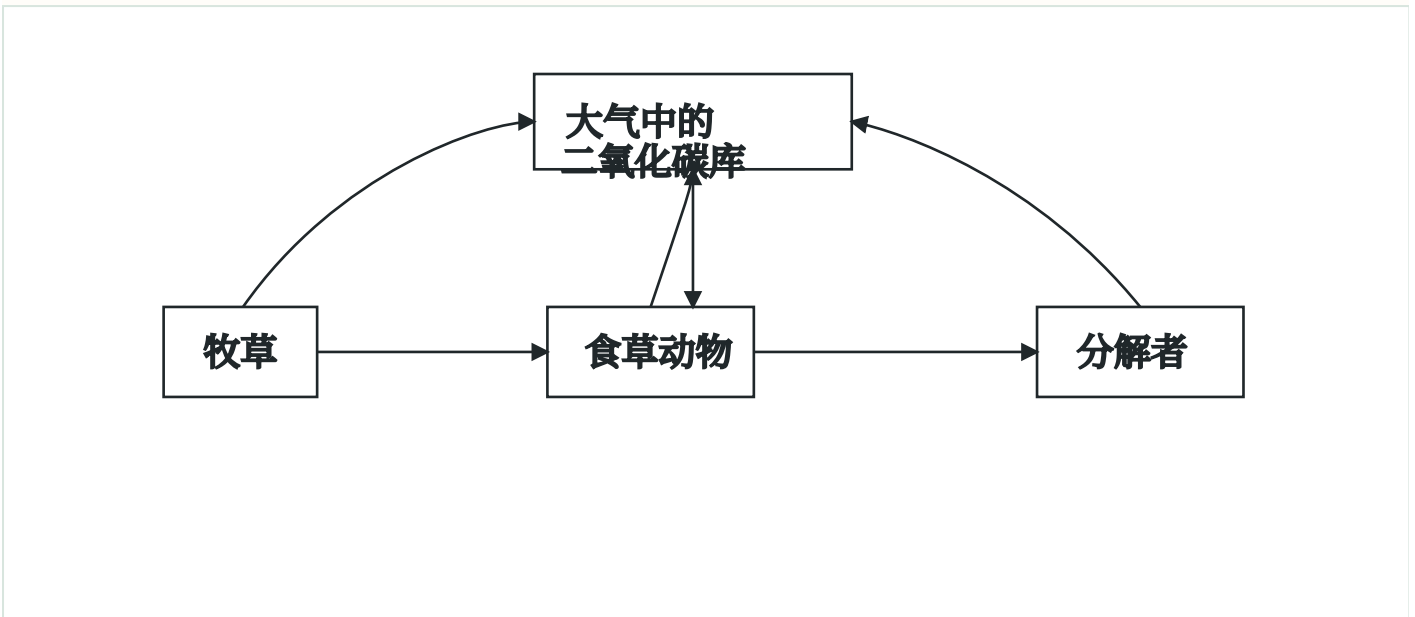 大气中的
二氧化碳库
牧草
食草动物
分解者